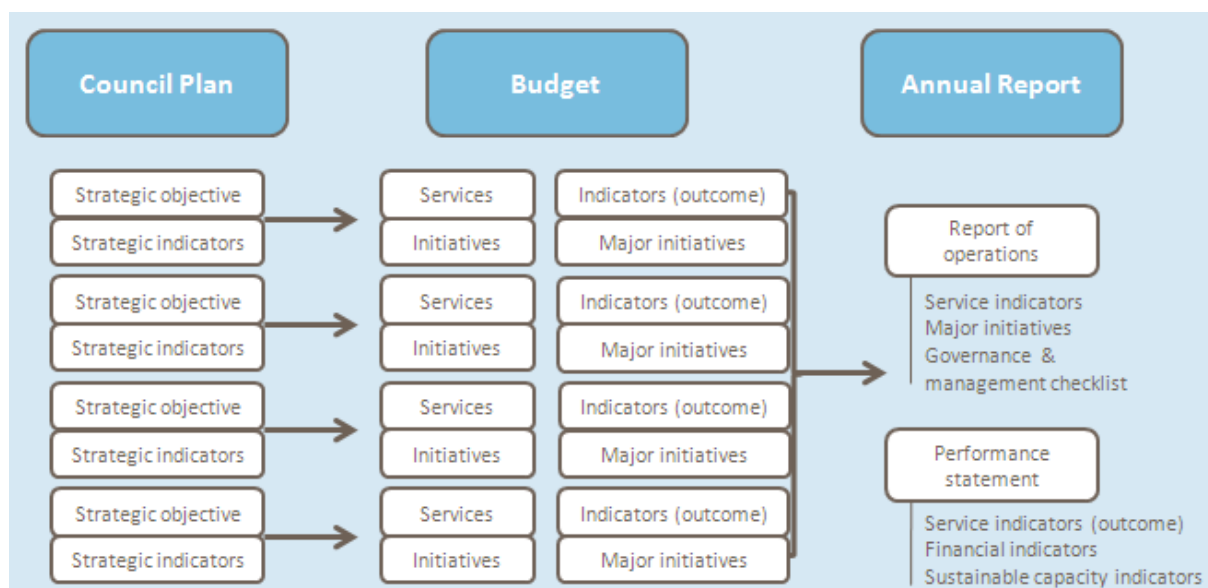 Council Plan
Budget
Annual Report
Strategic objective
Strategic indicators
Services
Initiatives
Indicators (outcome)
Major initiatives
Strategic objective
Strategic indicators
Services
Initiatives
Indicators (outcome)
Major initiatives
Strategic objective
Strategic indicators
Services
Initiatives
Indicators (outcome)
Major initiatives
Strategic objective
Strategic indicators
Services
Initiatives
Indicators (outcome)
Major initiatives
Report of
operations
Service indicators
Major initiatives
Governance &
management checklist
Performance
statement
Service indicators (outcome)
Financial indicators
Sustainable capacity indicators